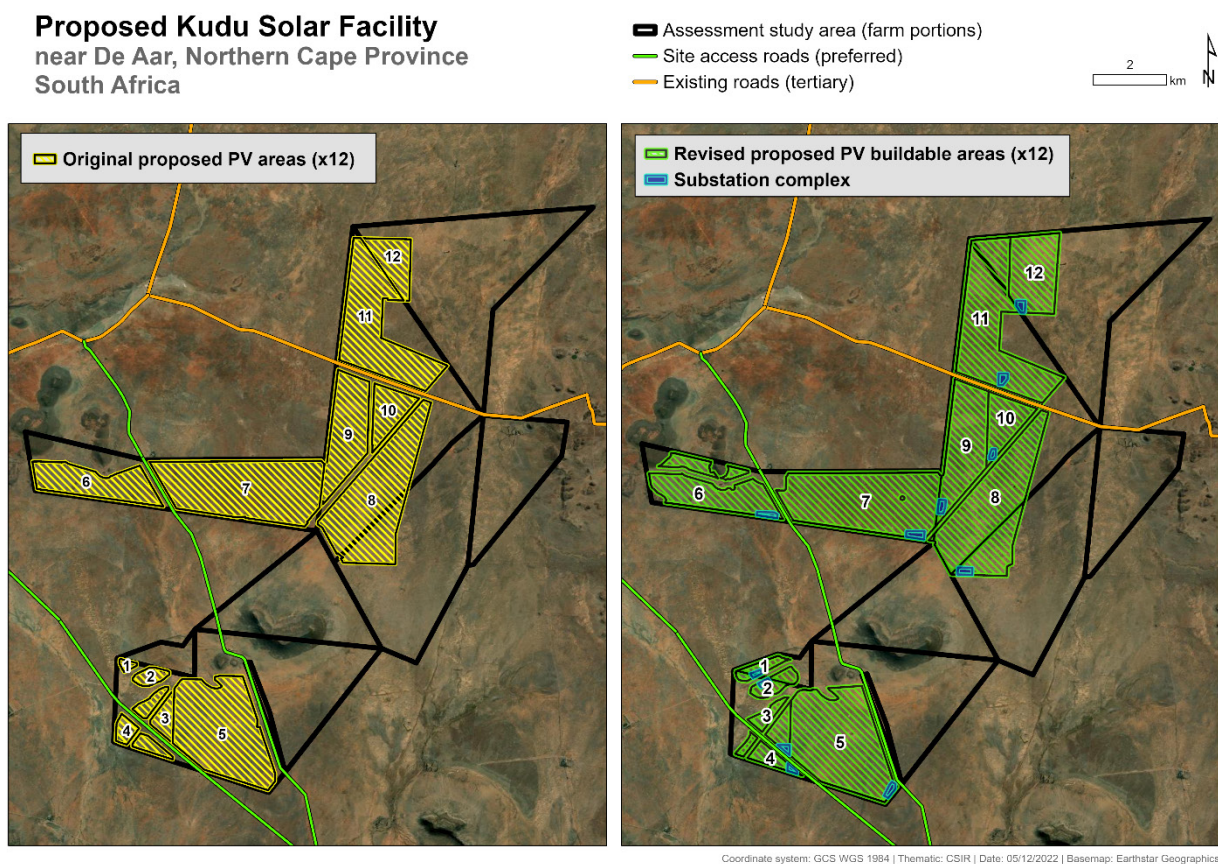 Proposed Kudu Solar Facility
near De Aar, Northern Cape Province
South Africa
Assessment study area (farm portions)
Site access roads (preferred)
Existing roads (tertiary)
2
km
N
Original proposed PV areas (x12)
12
11
10
9
8
7
6
1
2
3
4
5
Revised proposed PV buildable areas (x12)
Substation complex
12
11
10
9
8
7
6
1
2
3
4
5
Coordinate system: GCS WGS 1984 | Thematic: CSIR | Date: 05/12/2022 | Basemap: Earthstar Geographics